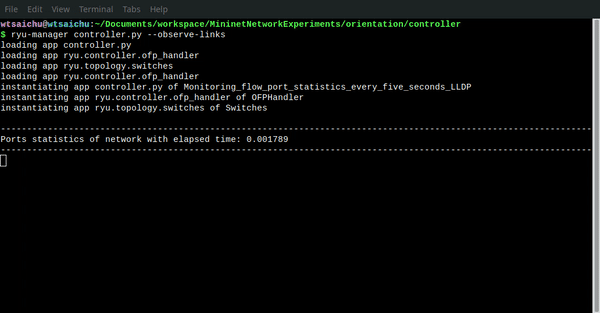 File Edit View Terminal Tabs Help
wtsaichu@wtsaichu:~/Documents/workspace/MininetNetworkExperiments/orientation/controller
$ ryu-manager controller.py --observe-links
loading app controller.py
loading app ryu.controller.ofp_handler
loading app ryu.topology.switches
loading app ryu.controller.ofp_handler
instantiating app controller.py of Monitoring_flow_port_statistics_every_five_seconds_LLDP
instantiating app ryu.controller.ofp_handler of OFPHandler
instantiating app ryu.topology.switches of Switches
Ports statistics of network with elapsed time: 0.001789